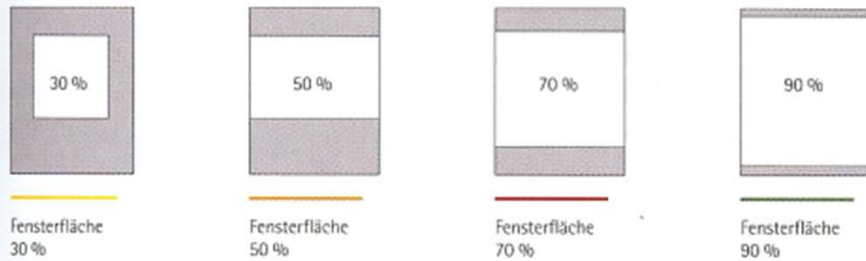 30 %
50 %
70 %
90 %
Fensterfläche
30 %
Fensterfläche
50 %
Fensterfläche
70 %
Fensterfläche
90 %